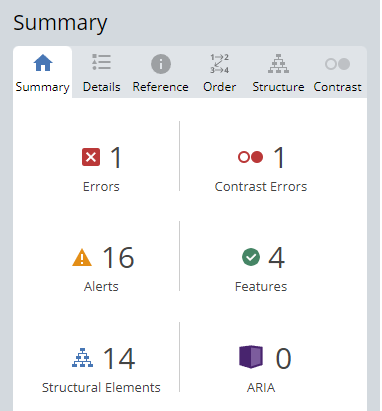 Summary
Summary Details Reference Order Structure Contrast
1 1
Errors Contrast Errors
16 4
Alerts Features
14 0
Structural Elements ARIA